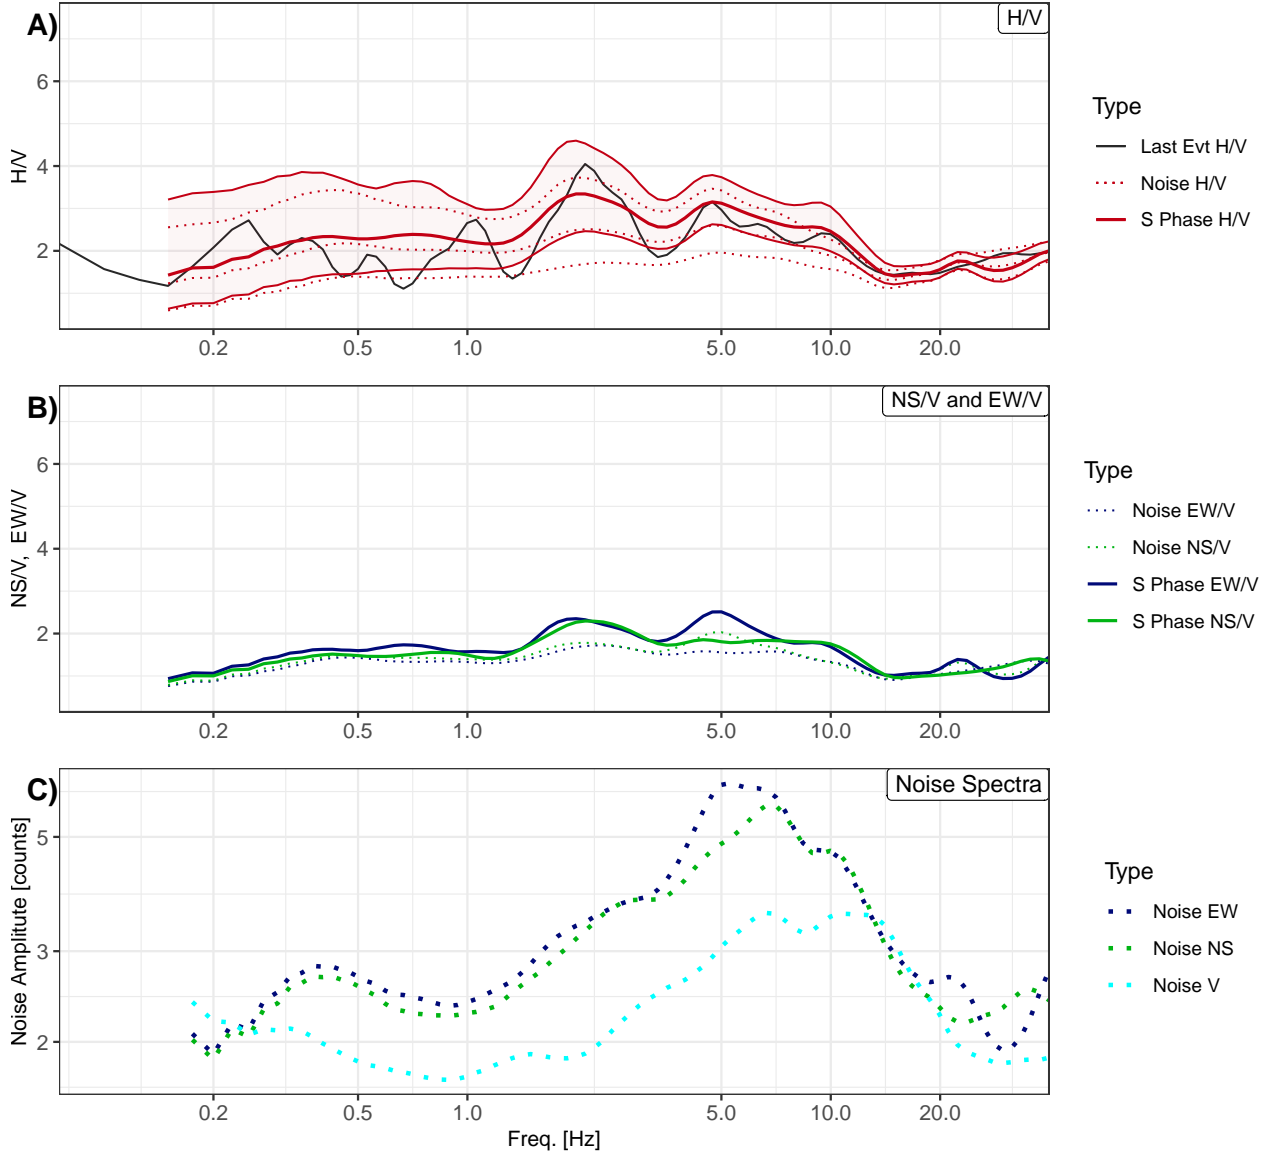 A)
H/V
6
4
2
H/V
0.2 0.5 1.0 5.0 10.0 20.0
Type
Last Evt H/V
Noise H/V
S Phase H/V
B)
NS/V and EW/V
6
4
2
NS/V, EW/V
0.2 0.5 1.0 5.0 10.0 20.0
Type
Noise EW/V
Noise NS/V
S Phase EW/V
S Phase NS/V
C)
Noise Spectra
5
3
2
Noise Amplitude [counts]
0.2 0.5 1.0 5.0 10.0 20.0
Freq. [Hz]
Type
Noise EW
Noise NS
Noise V